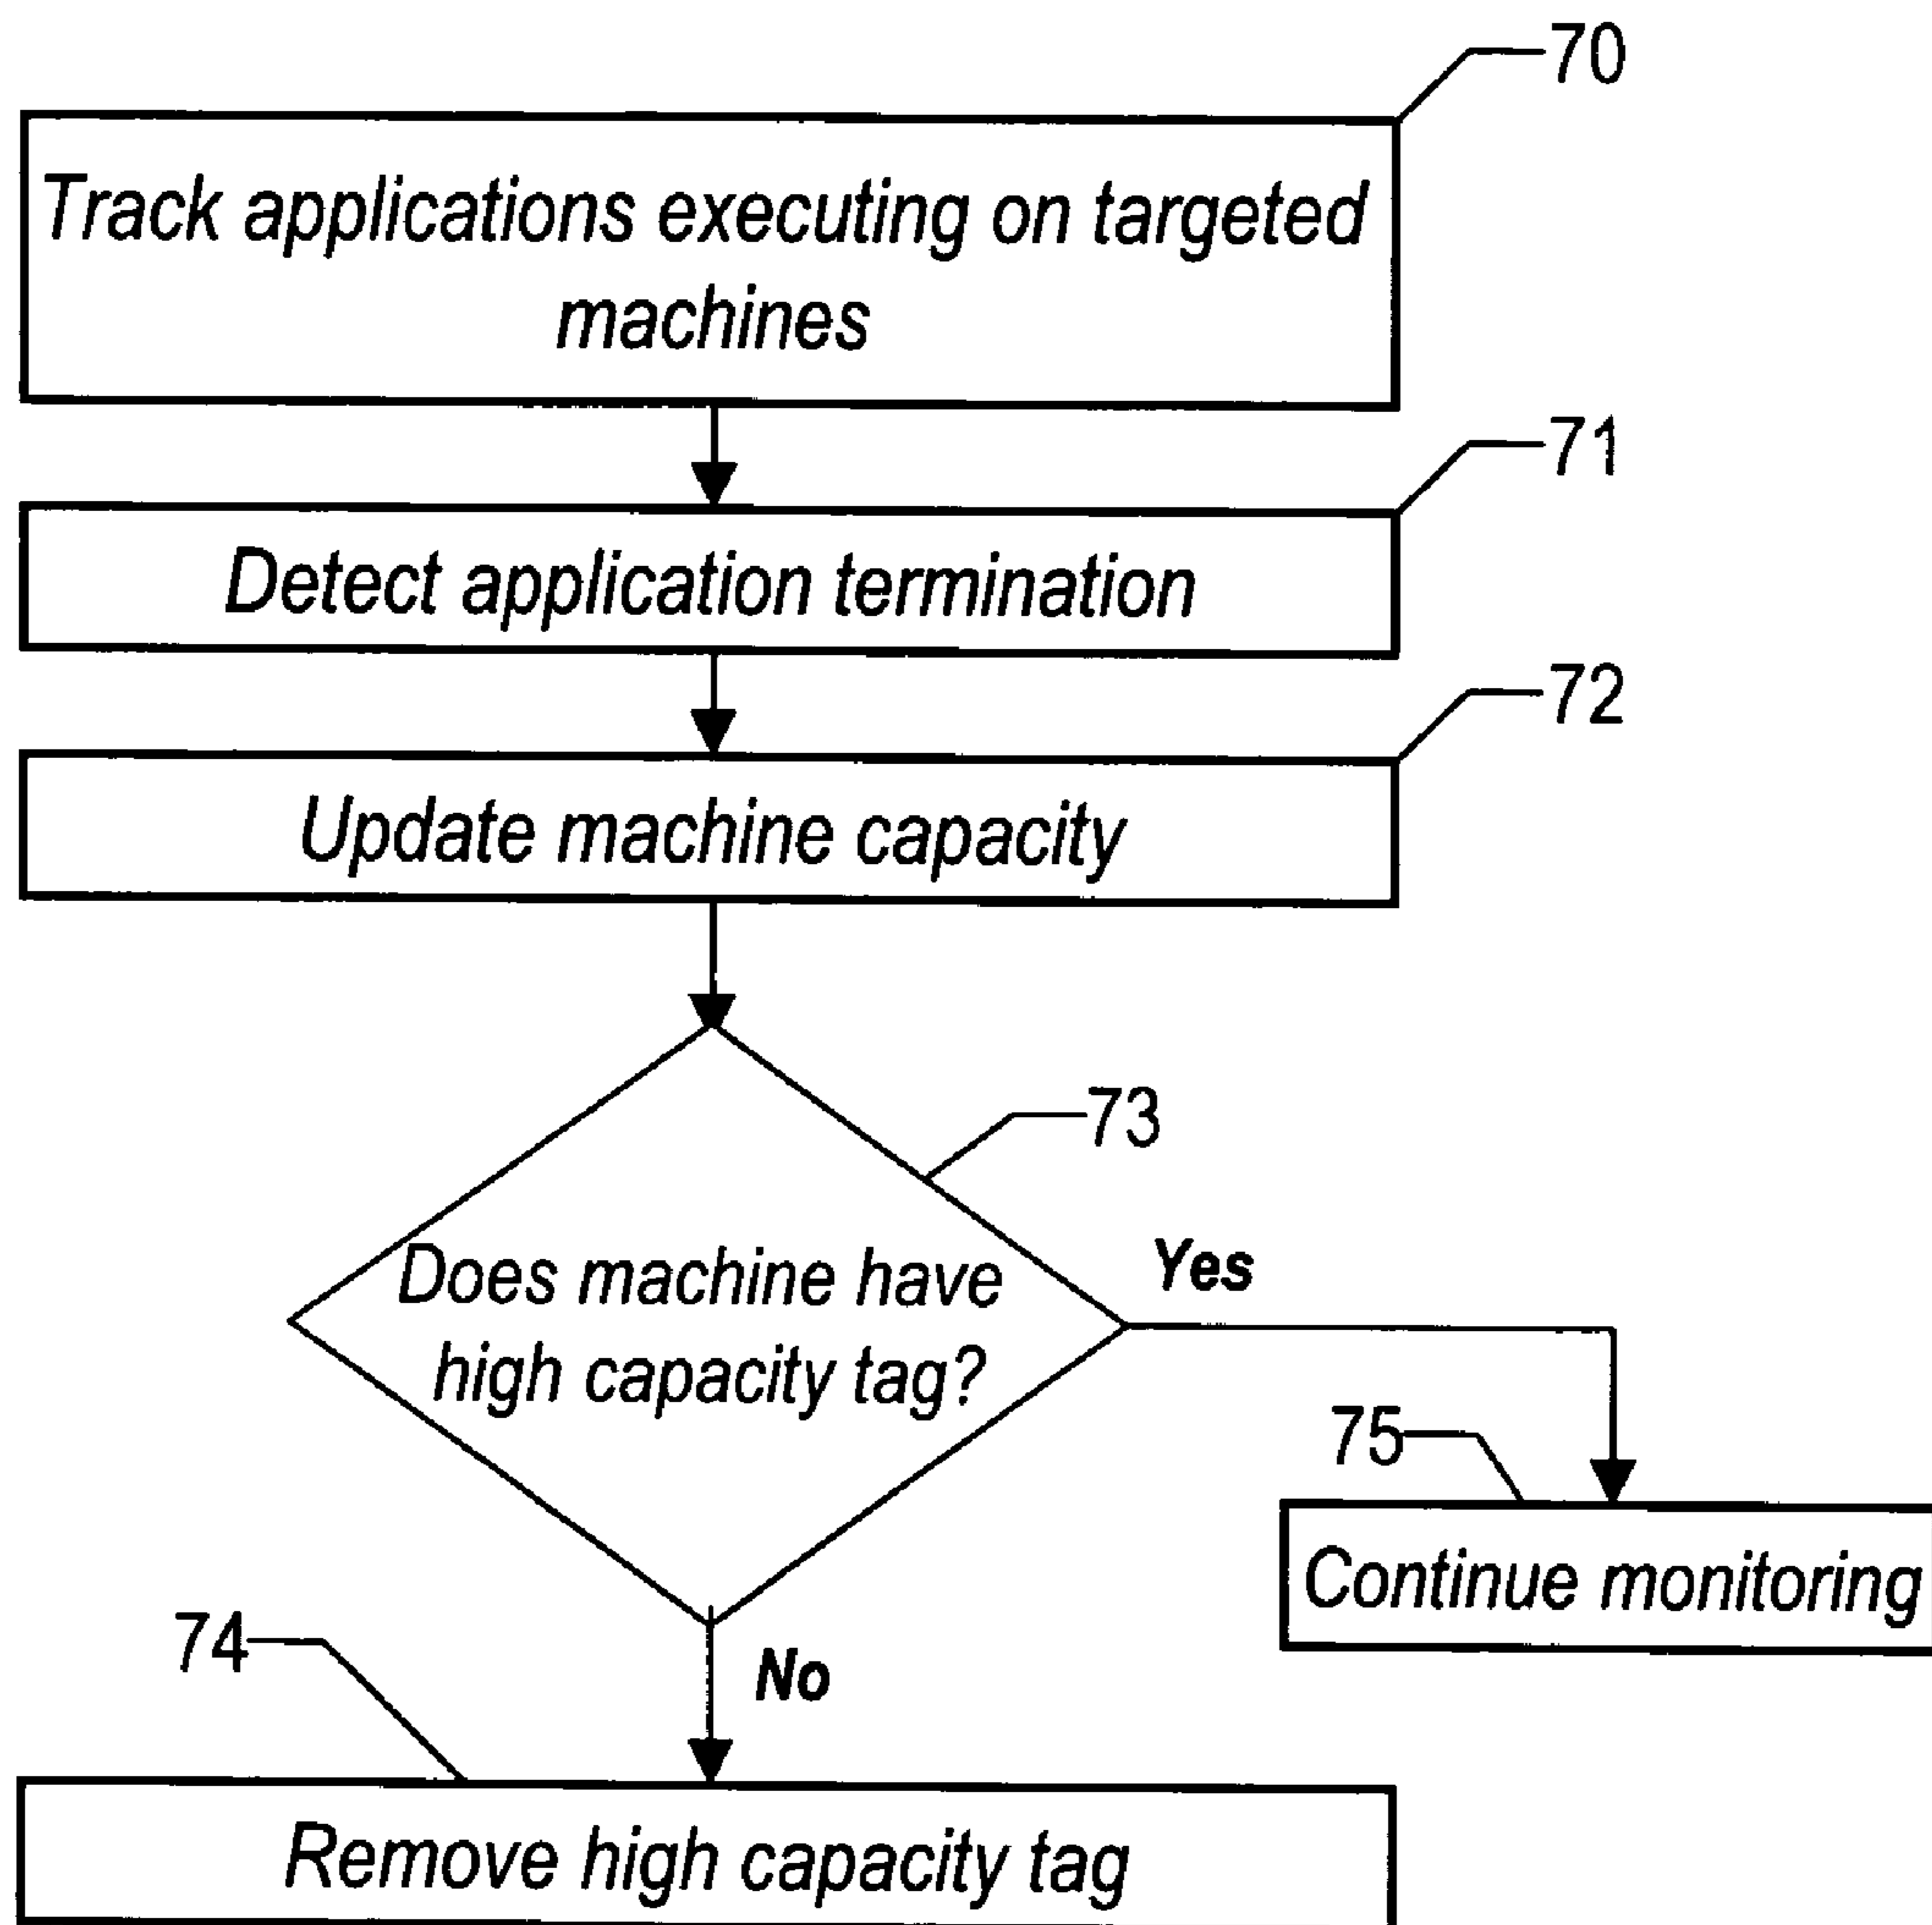 70
Track applications executing on targeted
machines
71
Detect application termination
72
Update machine capacity
73
Does machine have
high capacity tag?
Yes
75
Continue monitoring
74
No
Remove high capacity tag